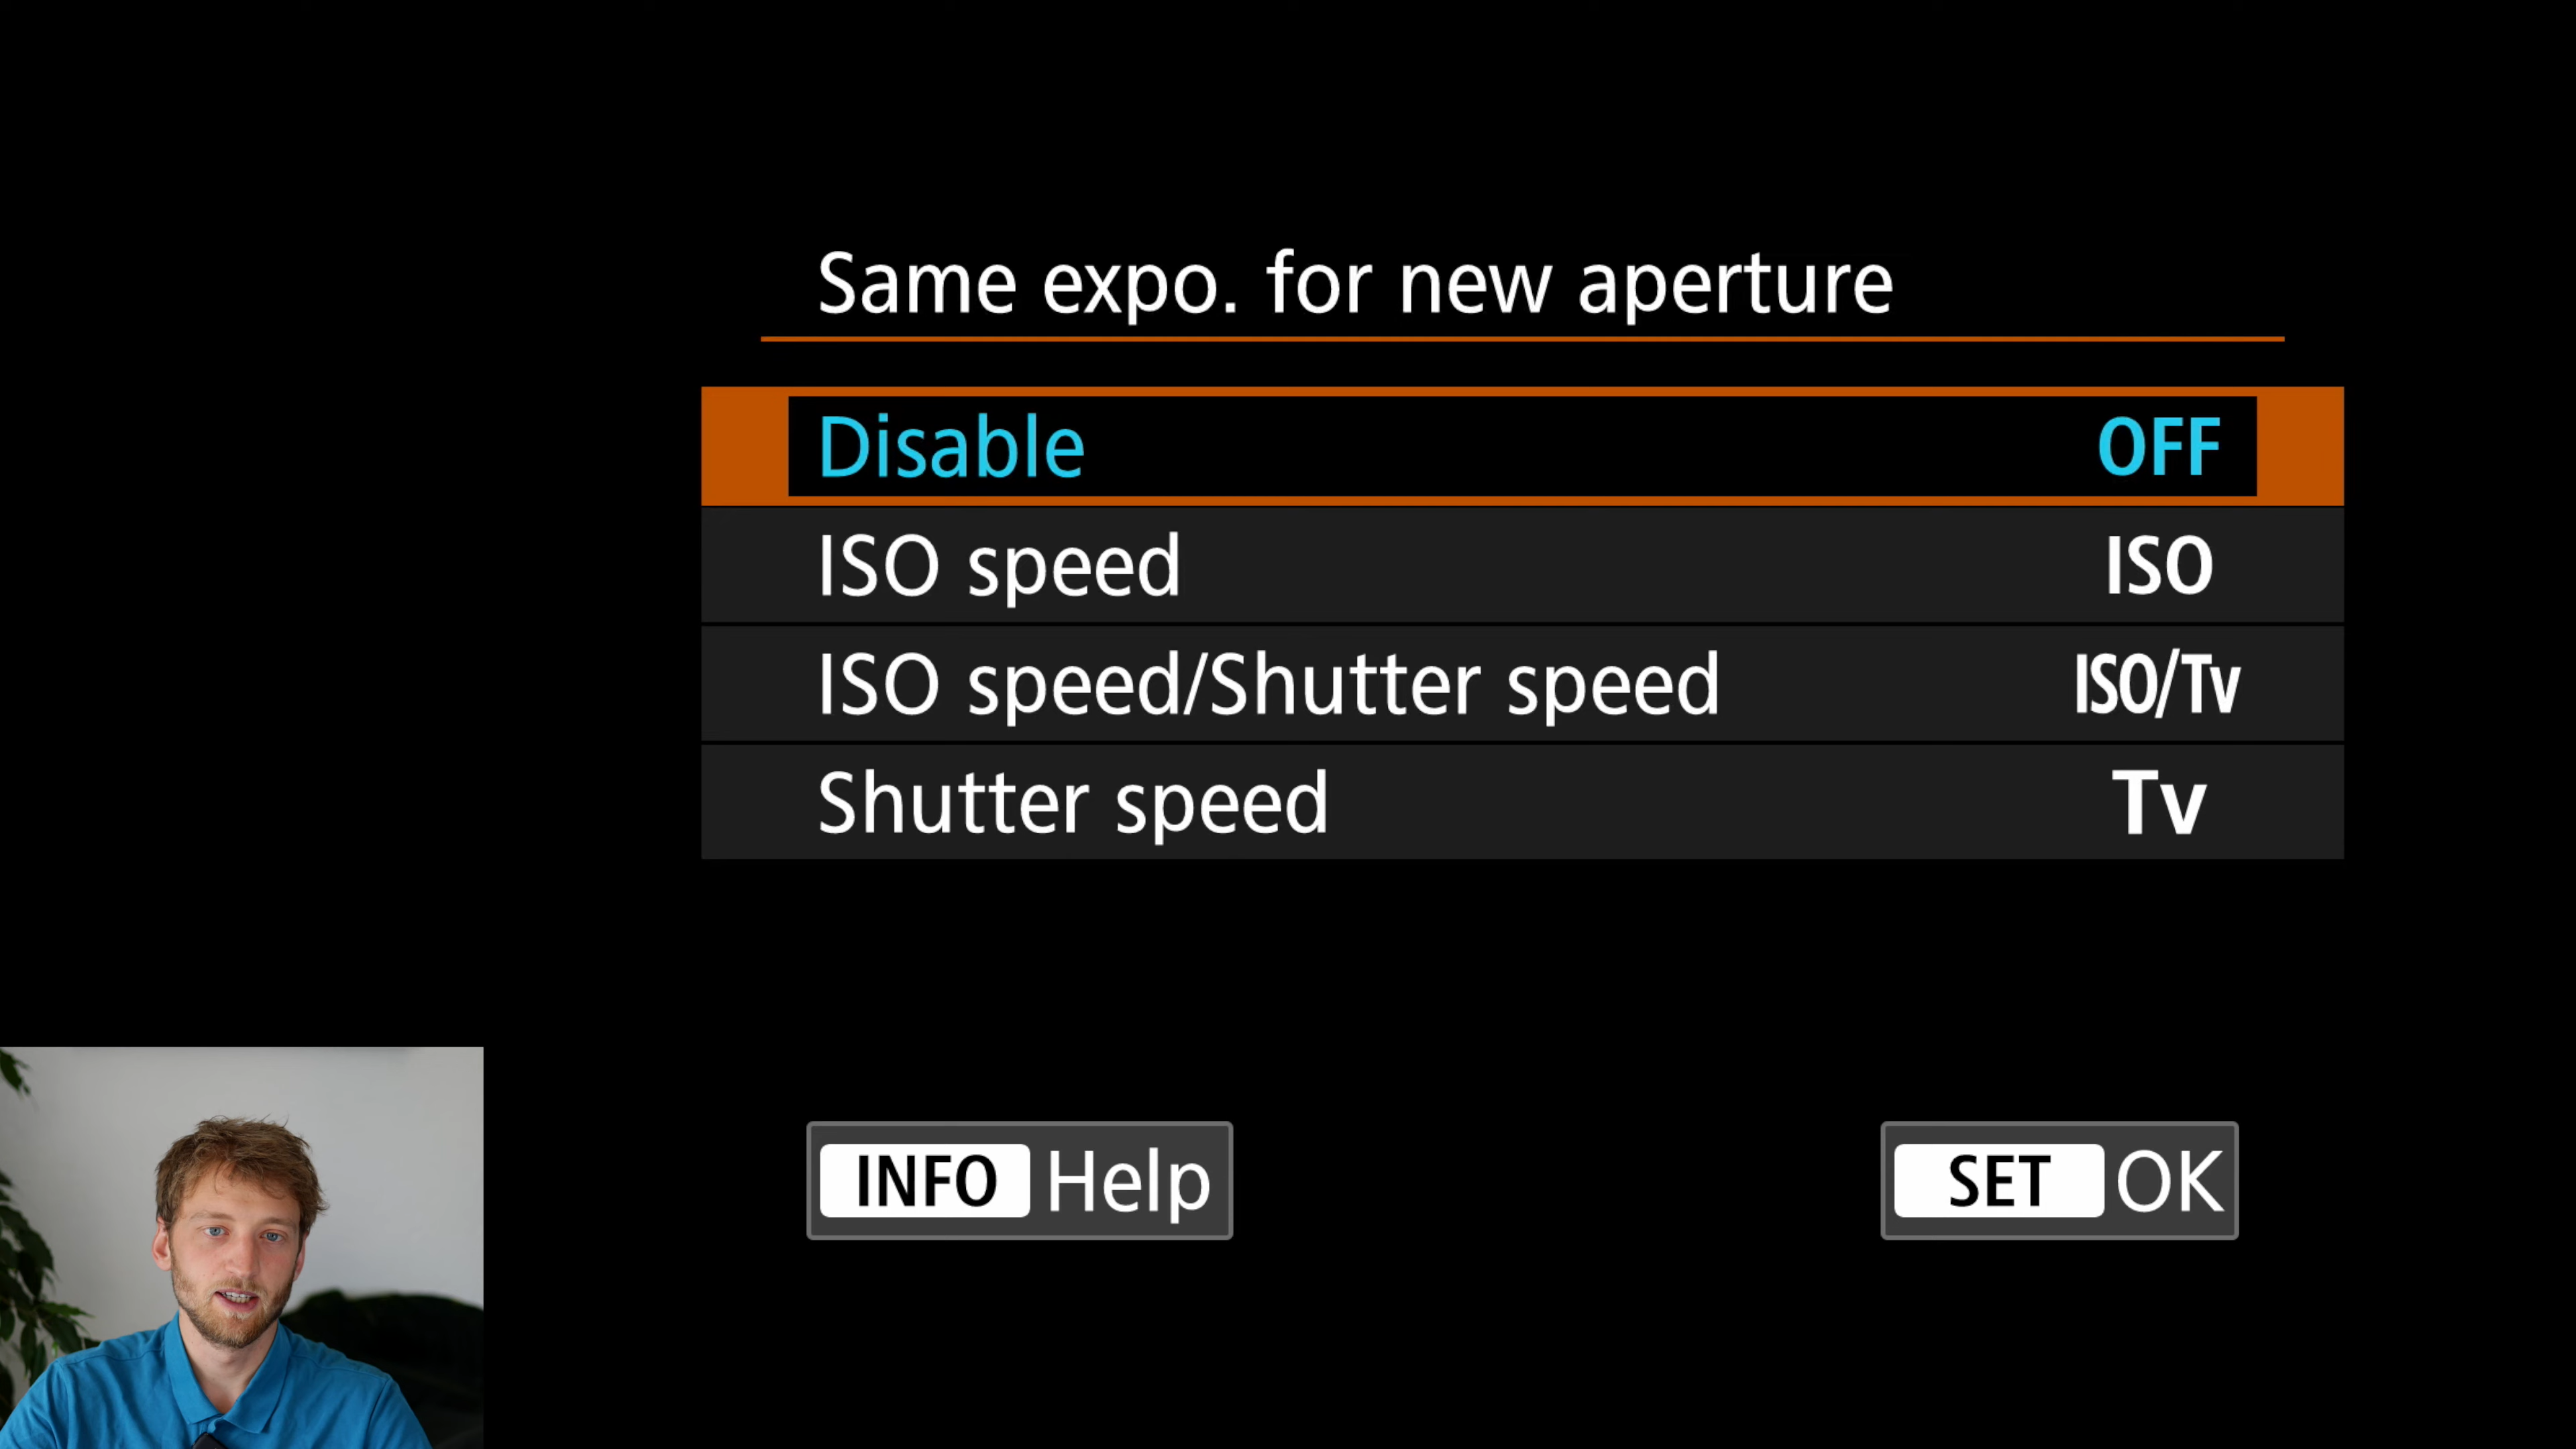 Same expo. for new aperture
Disable OFF
ISO speed ISO
ISO speed/Shutter speed ISO/Tv
Shutter speed Tv
INFO Help SET OK